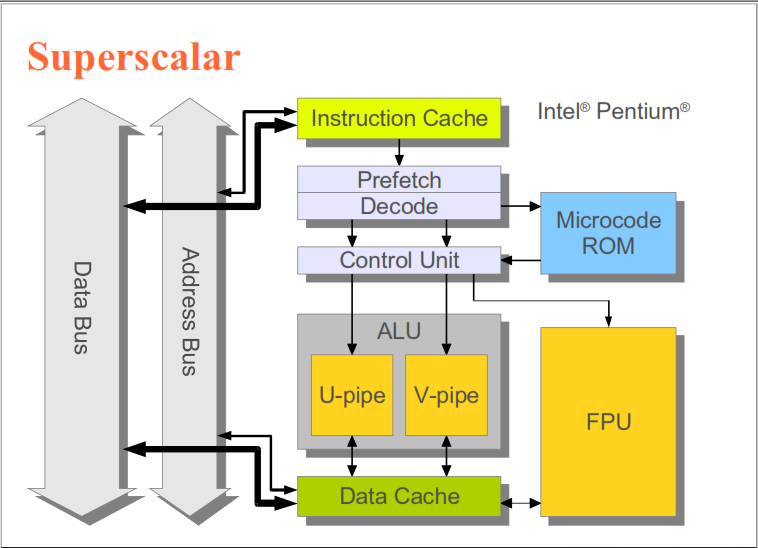 Superscalar
Intel® Pentium®
Instruction Cache
Prefetch
Decode
Microcode
ROM
Control Unit
Data Bus
Address Bus
ALU
U-pipe
V-pipe
FPU
Data Cache